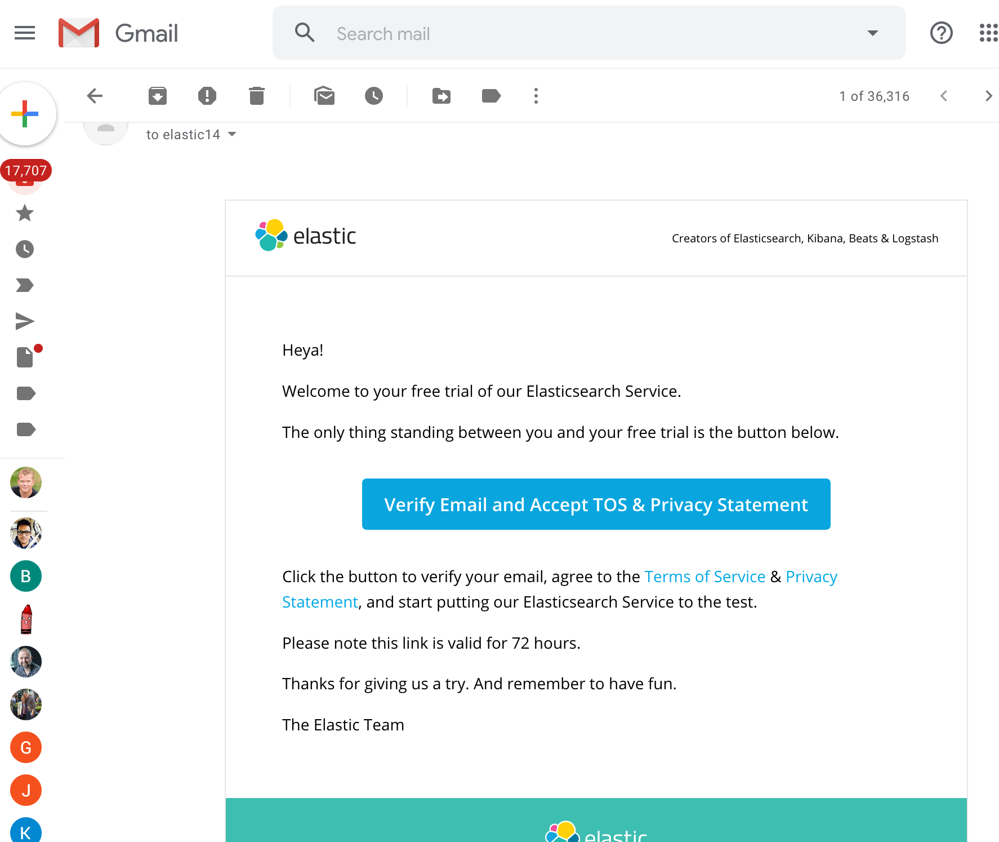 Gmail
Search mail
1 of 36,316
to elastic14
17,707
elastic
Creators of Elasticsearch, Kibana, Beats & Logstash
Heya!
Welcome to your free trial of our Elasticsearch Service.
The only thing standing between you and your free trial is the button below.
Verify Email and Accept TOS & Privacy Statement
Click the button to verify your email, agree to the Terms of Service & Privacy
Statement, and start putting our Elasticsearch Service to the test.
Please note this link is valid for 72 hours.
Thanks for giving us a try. And remember to have fun.
The Elastic Team
B
G
J
K
elastic